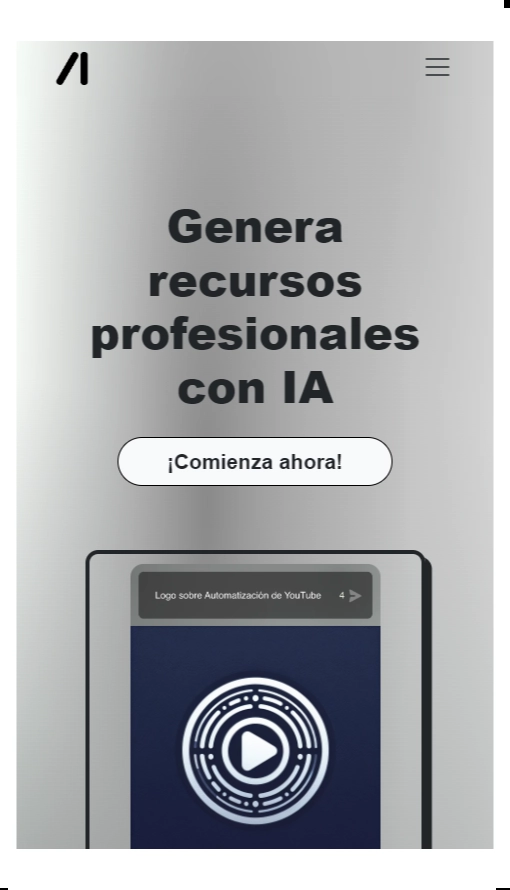 Genera
recursos
profesionales
con IA
¡Comienza ahora!
Logo sobre Automatización de YouTube 4